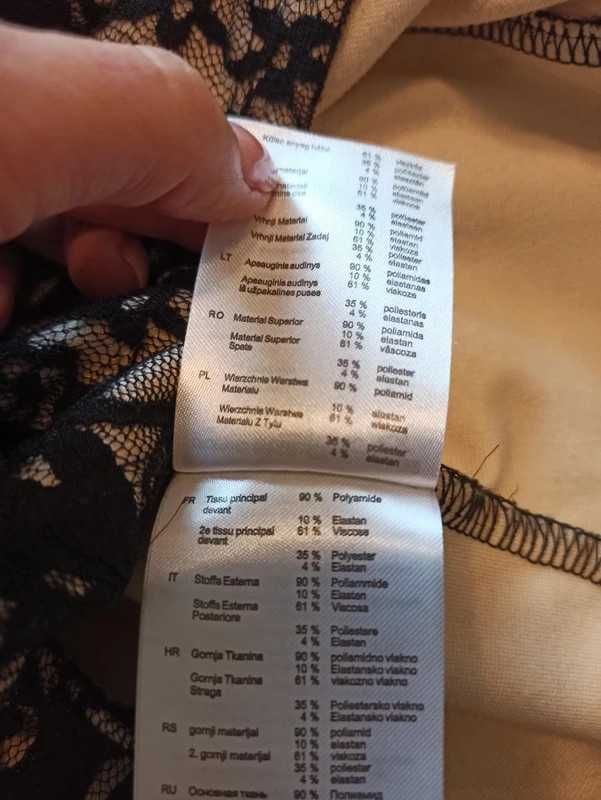 Külső anyag
61 % viszkóz
35 % poliészter
4 % elasztán
materijal 90 % poliamid
10 % elastan
61 % viskoza
35 % poliester
4 % elastan
Vrhnji Material 90 % poliamid
10 % elastan
Vrhnji Material Zadaj 61 % viskoza
35 % poliester
4 % elastan
LT Apsauginis audinys 90 % poliamidas
10 % elastanas
Apsauginis audinys 61 % viskoza
iš užpakalinės pusės
35 % poliesteris
4 % elastanas
RO Material Superior 90 % poliamida
10 % elastan
Material Superior 61 % vâscoza
Spate
35 % poliester
4 % elastan
PL Wierzchnia Warstwa 90 % poliamid
Materialu
10 % elastan
Wierzchnia Warstwa 61 % wiskoza
Materialu Z Tylu
35 % poliester
4 % elastan
FR Tissu principal 90 % Polyamide
devant
10 % Elastan
2e tissu principal 61 % Viscose
devant
35 % Polyester
4 % Elastan
IT Stoffa Esterna 90 % Poliammide
10 % Elastan
Stoffa Esterna 61 % Viscosa
Posteriore
35 % Poliestere
4 % Elastan
HR Gornja Tkanina 90 % poliamidno vlakno
10 % Elastansko vlakno
Gornja Tkanina 61 % viskozno vlakno
Straga
35 % Poliestersko vlakno
4 % Elastansko vlakno
RS gornji materijal 90 % poliamid
10 % elastan
2. gornji materijal 61 % viskoza
35 % poliester
4 % elastan
RU Основная ткань 90 % Полиамид